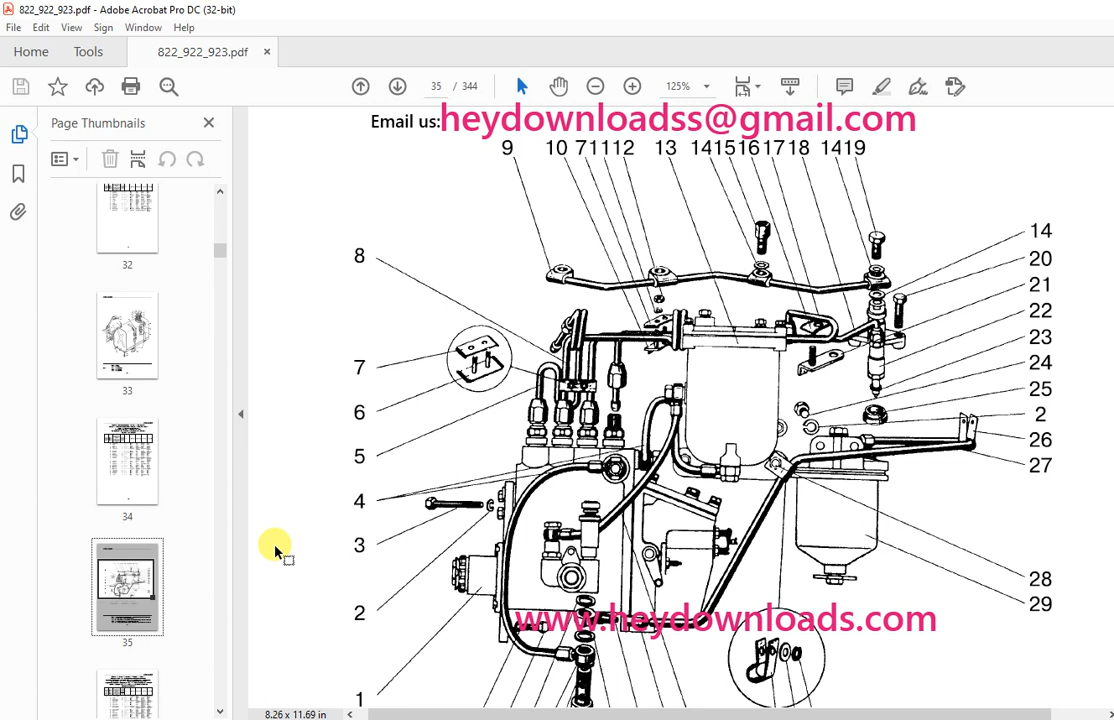 822_922_923.pdf - Adobe Acrobat Pro DC (32-bit)
File Edit View Sign Window Help
Home Tools 822_922_923.pdf ×
35 / 344 125%
Page Thumbnails ×
Email us: heydownloadss@gmail.com
9 10 7 11 12 13 14 15 16 17 18 14 19
8
14
20
21
22
7
23
24
6
25
2
5
26
27
4
3
28
29
2
www.heydownloads.com
1
32
33
34
35
8.26 x 11.69 in